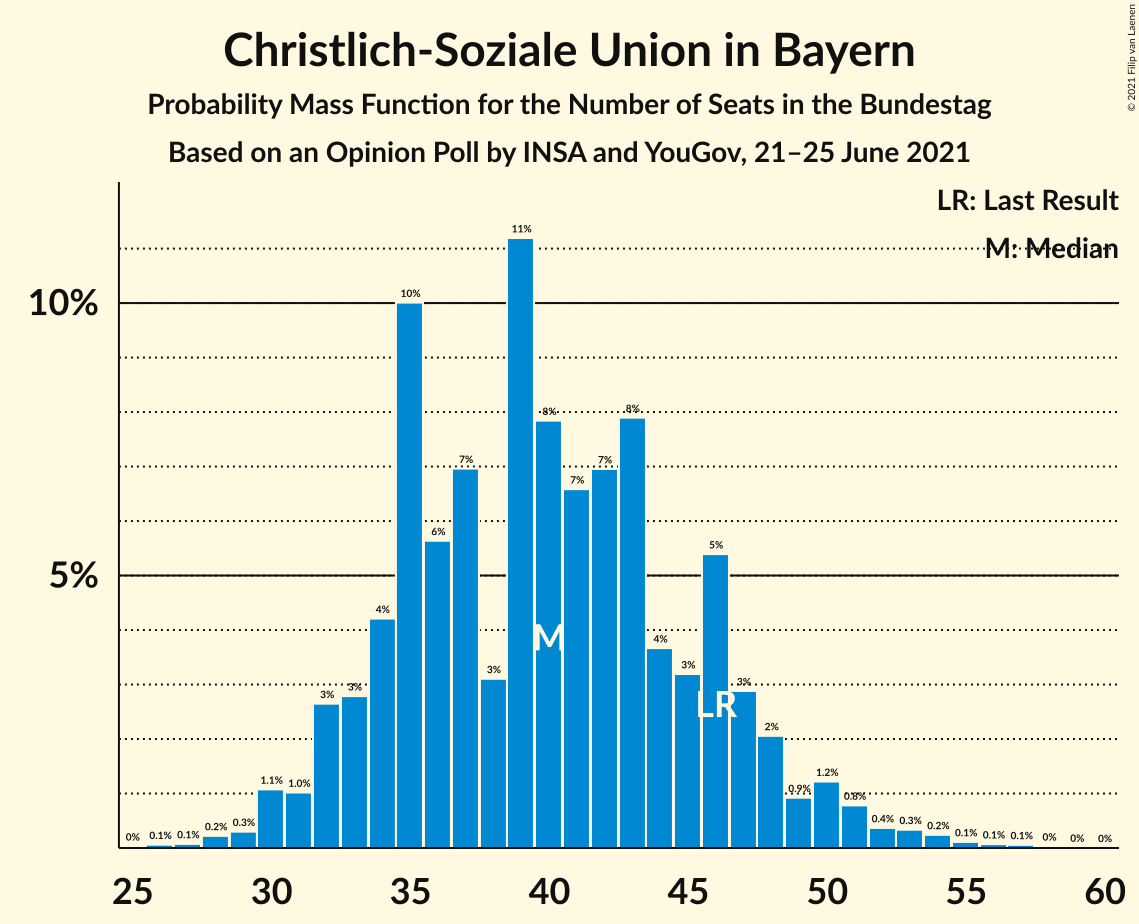 Christlich-Soziale Union in Bayern
Probability Mass Function for the Number of Seats in the Bundestag
Based on an Opinion Poll by INSA and YouGov, 21–25 June 2021
© 2021 Filip van Laenen
LR: Last Result
M: Median
10%
5%
0% 0.1% 0.1% 0.2% 0.3% 1.1% 1.0% 3% 3% 4% 10% 6% 7% 3% 11% 8% 7% 7% 8% 4% 3% 5% 3% 2% 0.9% 1.2% 0.8% 0.4% 0.3% 0.2% 0.1% 0.1% 0.1% 0% 0% 0%
M
LR
25 30 35 40 45 50 55 60